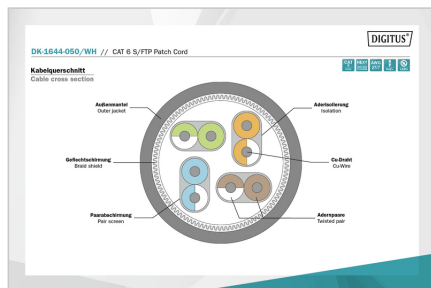 DIGITUS®
DK-1644-050/WH // CAT 6 S/FTP Patch Cord
Kabelquerschnitt
Cable cross section
Außenmantel
Outer jacket
Aderisolierung
Isolation
Geflechtschirmung
Braid shield
Cu-Draht
Cu-Wire
Paarabschirmung
Pair screen
Adernpaare
Twisted pair